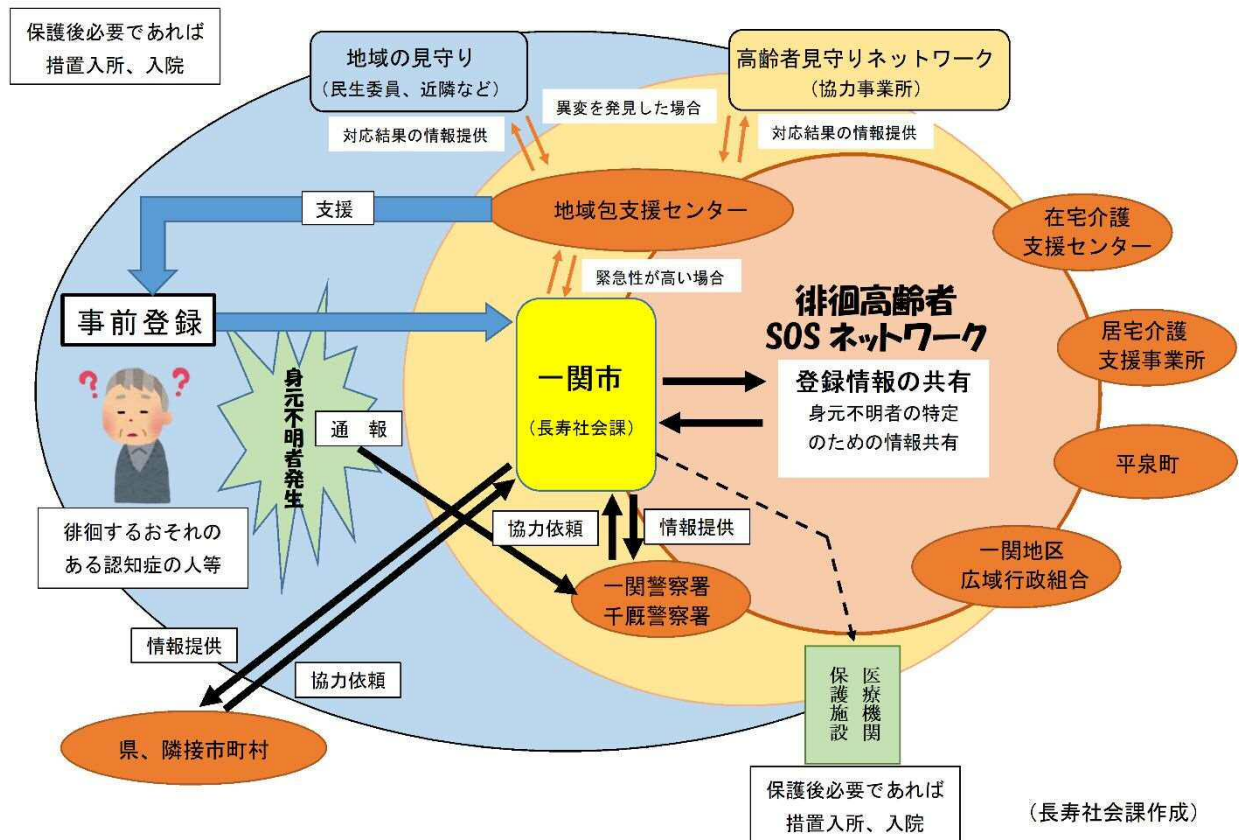 保護後必要であれば
措置入所、入院
地域の見守り
（民生委員、近隣など）
高齢者見守りネットワーク
（協力事業所）
異変を発見した場合
対応結果の情報提供
対応結果の情報提供
支援
地域包支援センター
在宅介護
支援センター
緊急性が高い場合
事前登録
徘徊高齢者
SOSネットワーク
居宅介護
支援事業所
身元不明者発生
一関市
（長寿社会課）
登録情報の共有
身元不明者の特定
のための情報共有
通報
平泉町
徘徊するおそれの
ある認知症の人等
協力依頼
情報提供
一関地区
広域行政組合
一関警察署
千厩警察署
情報提供
協力依頼
医療機関
保護施設
県、隣接市町村
保護後必要であれば
措置入所、入院
（長寿社会課作成）